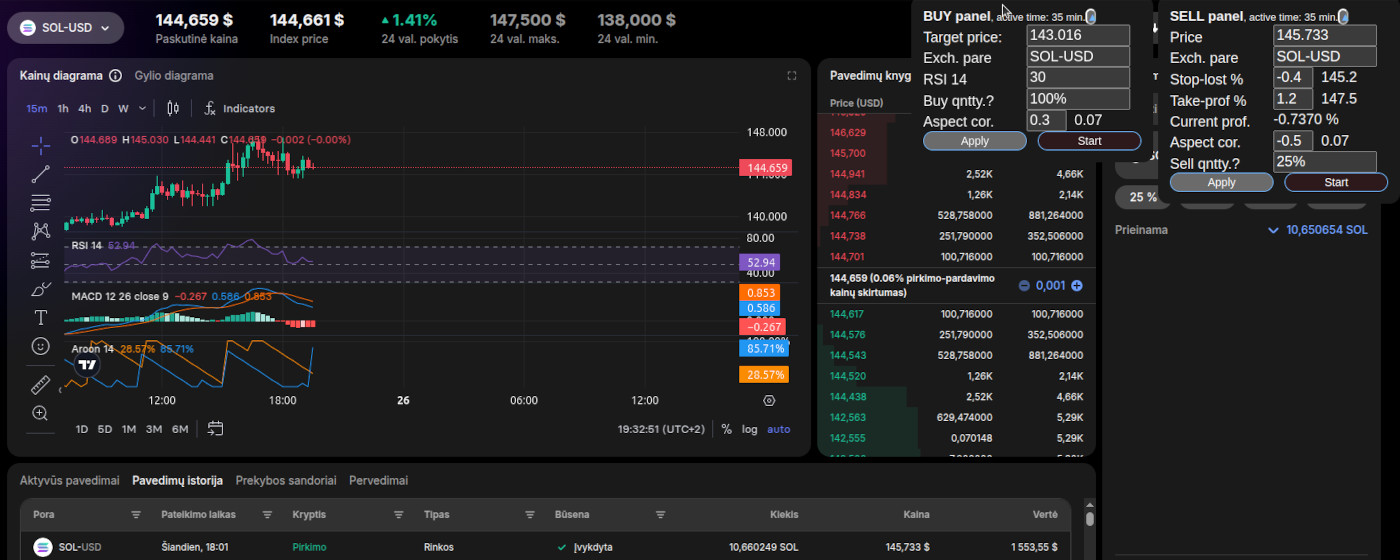 SOL-USD
144,659 $
Paskutinė kaina
144,661 $
Index price
1.41%
24 val. pokytis
147,500 $
24 val. maks.
138,000 $
24 val. min.
Kainų diagrama
Gylio diagrama
15m 1h 4h D W
Indicators
O144.689 H145.030 L144.441 C144.659 −0.002 (−0.00%)
148.000
144.659
140.000
RSI 14 52.94
80.00
52.94
40.00
MACD 12 26 close 9 −0.267 0.586 0.853
0.853
0.586
−0.267
Aroon 14 28.57% 85.71%
85.71%
28.57%
12:00 18:00 26 06:00 12:00
1D 5D 1M 3M 6M
19:32:51 (UTC+2) % log auto
Pavedimų knyg
Price (USD)
146,629
145,700
144,941 2,52K 4,66K
144,834 1,26K 2,14K
144,766 528,758000 881,264000
144,738 251,790000 352,506000
144,701 100,716000 100,716000
144,659 (0.06% pirkimo-pardavimo
kainų skirtumas)
0,001
144,617 100,716000 100,716000
144,576 251,790000 352,506000
144,543 528,758000 881,264000
144,520 1,26K 2,14K
144,438 2,52K 4,66K
142,563 629,474000 5,29K
142,555 0,070148 5,29K
BUY panel, active time: 35 min.
Target price: 143.016
Exch. pare SOL-USD
RSI 14 30
Buy qntty.? 100%
Aspect cor. 0.3 0.07
Apply Start
SELL panel, active time: 35 min.
Price 145.733
Exch. pare SOL-USD
Stop-lost % -0.4 145.2
Take-prof % 1.2 147.5
Current prof. -0.7370 %
Aspect cor. -0.5 0.07
Sell qntty.? 25%
Apply Start
25 %
Prieinama
10,650654 SOL
Aktyvūs pavedimai Pavedimų istorija Prekybos sandoriai Pervedimai
Pora Pateikimo laikas Kryptis Tipas Būsena Kiekis Kaina Vertė
SOL-USD Šiandien, 18:01 Pirkimo Rinkos Įvykdyta 10,660249 SOL 145,733 $ 1 553,55 $